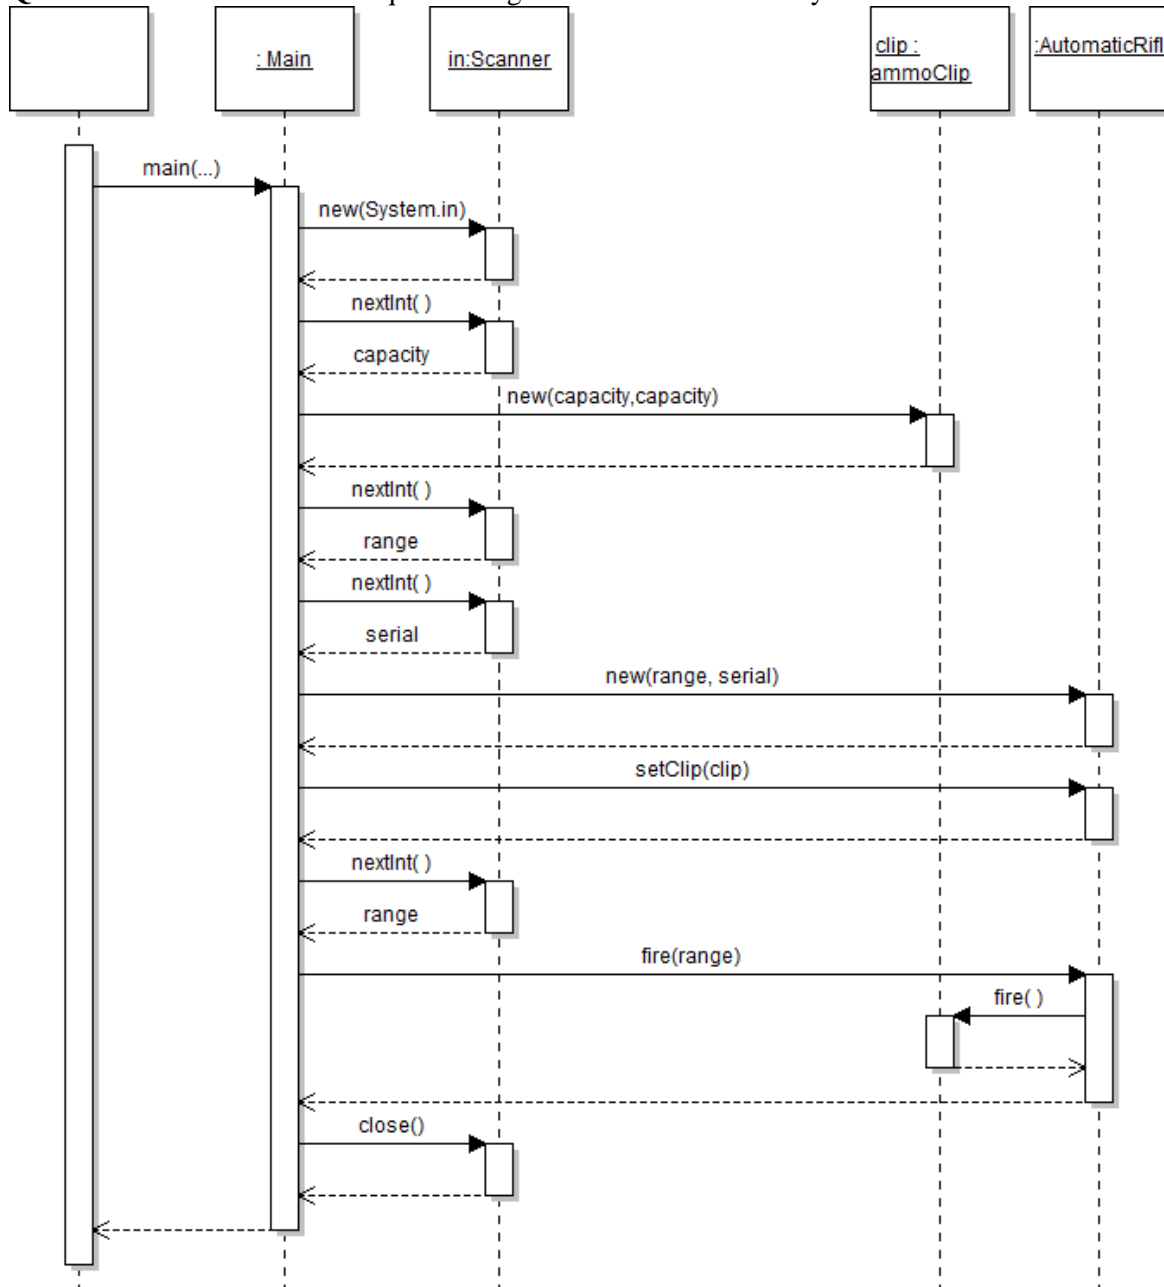 : Main
in:Scanner
clip :
ammoClip
:AutomaticRifl
main(...)
new(System.in)
nextInt( )
capacity
new(capacity,capacity)
nextInt( )
range
nextInt( )
serial
new(range, serial)
setClip(clip)
nextInt( )
range
fire(range)
fire( )
close()